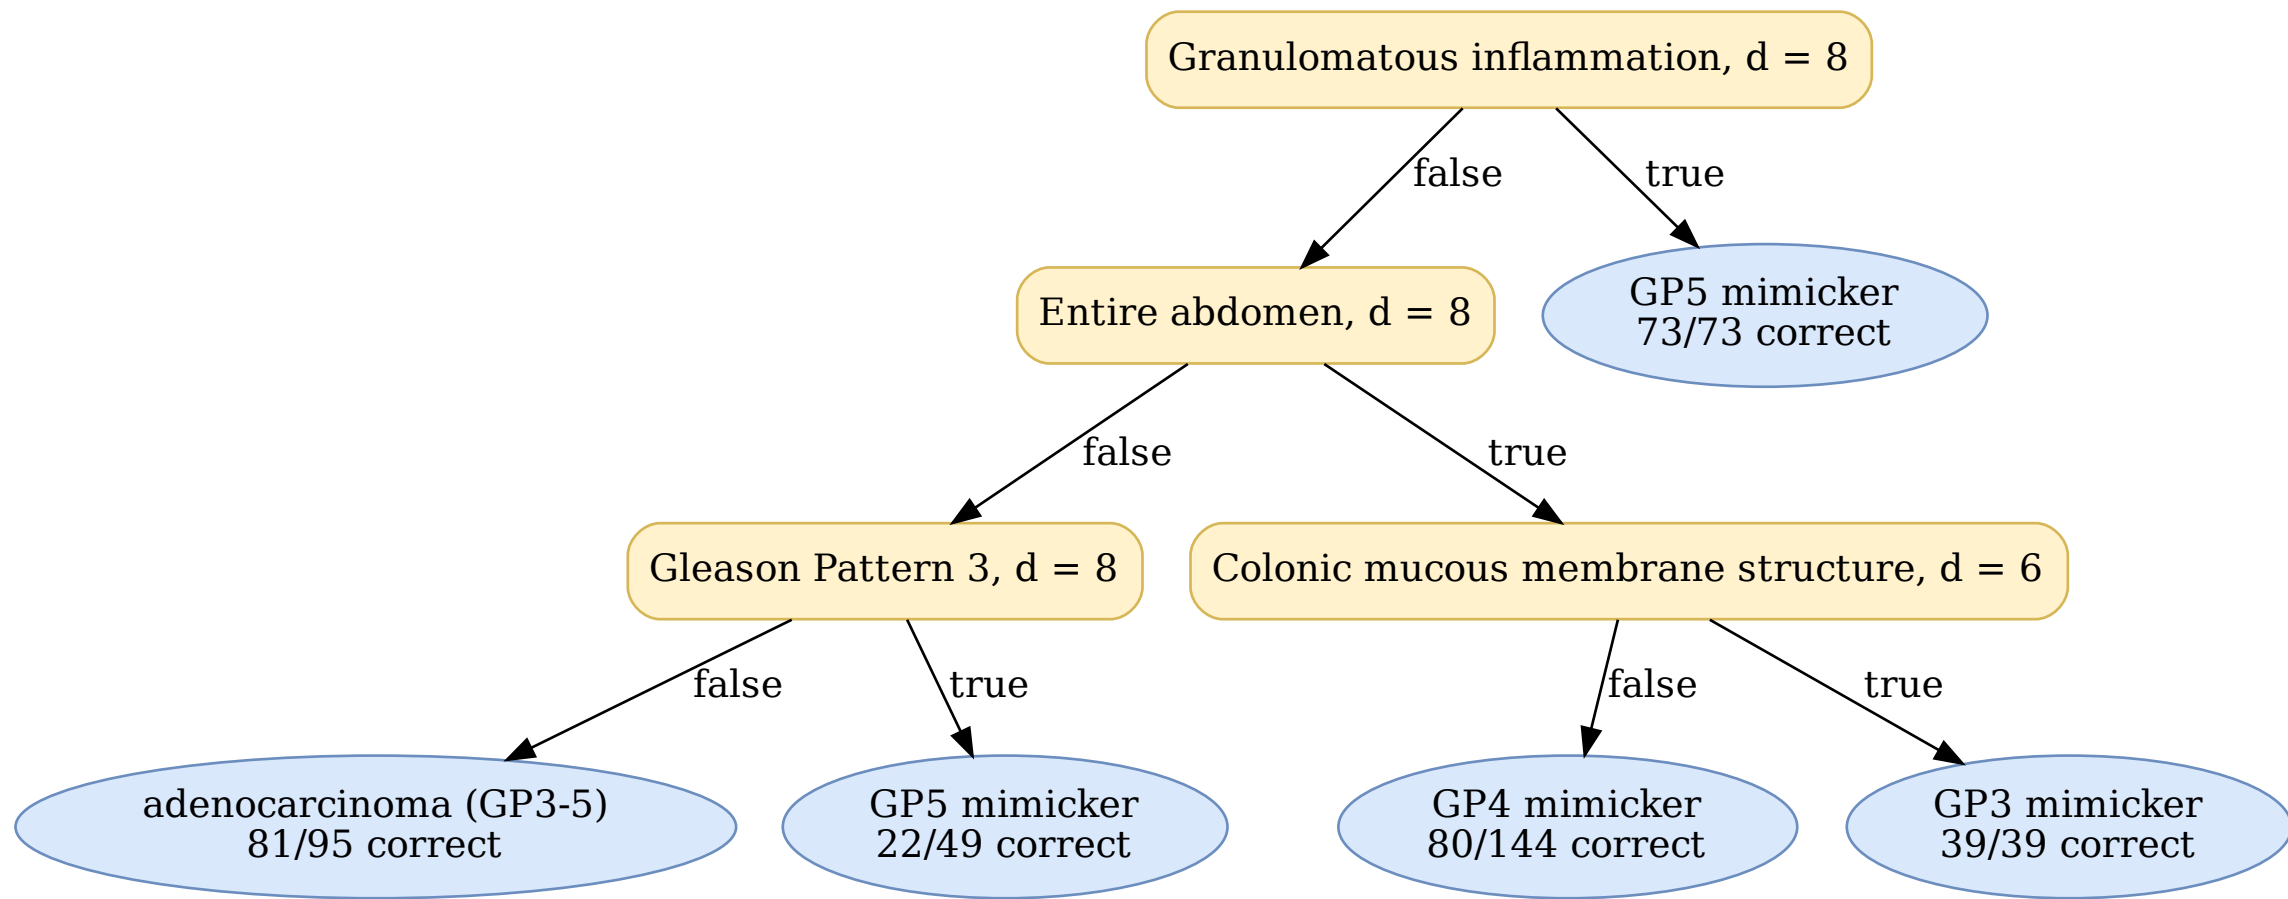 Granulomatous inflammation, d = 8
false
true
Entire abdomen, d = 8
GP5 mimicker
73/73 correct
false
true
Gleason Pattern 3, d = 8
Colonic mucous membrane structure, d = 6
false
true
false
true
adenocarcinoma (GP3-5)
81/95 correct
GP5 mimicker
22/49 correct
GP4 mimicker
80/144 correct
GP3 mimicker
39/39 correct